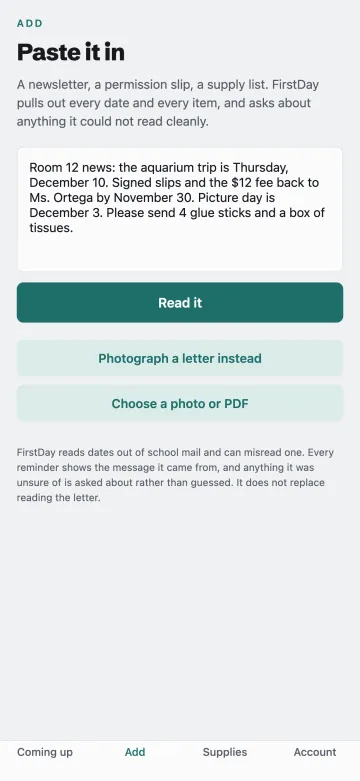 ADD
Paste it in
A newsletter, a permission slip, a supply list. FirstDay
pulls out every date and every item, and asks about
anything it could not read cleanly.
Room 12 news: the aquarium trip is Thursday,
December 10. Signed slips and the $12 fee back to
Ms. Ortega by November 30. Picture day is
December 3. Please send 4 glue sticks and a box of
tissues.
Read it
Photograph a letter instead
Choose a photo or PDF
FirstDay reads dates out of school mail and can misread one. Every
reminder shows the message it came from, and anything it was
unsure of is asked about rather than guessed. It does not replace
reading the letter.
Coming up
Add
Supplies
Account